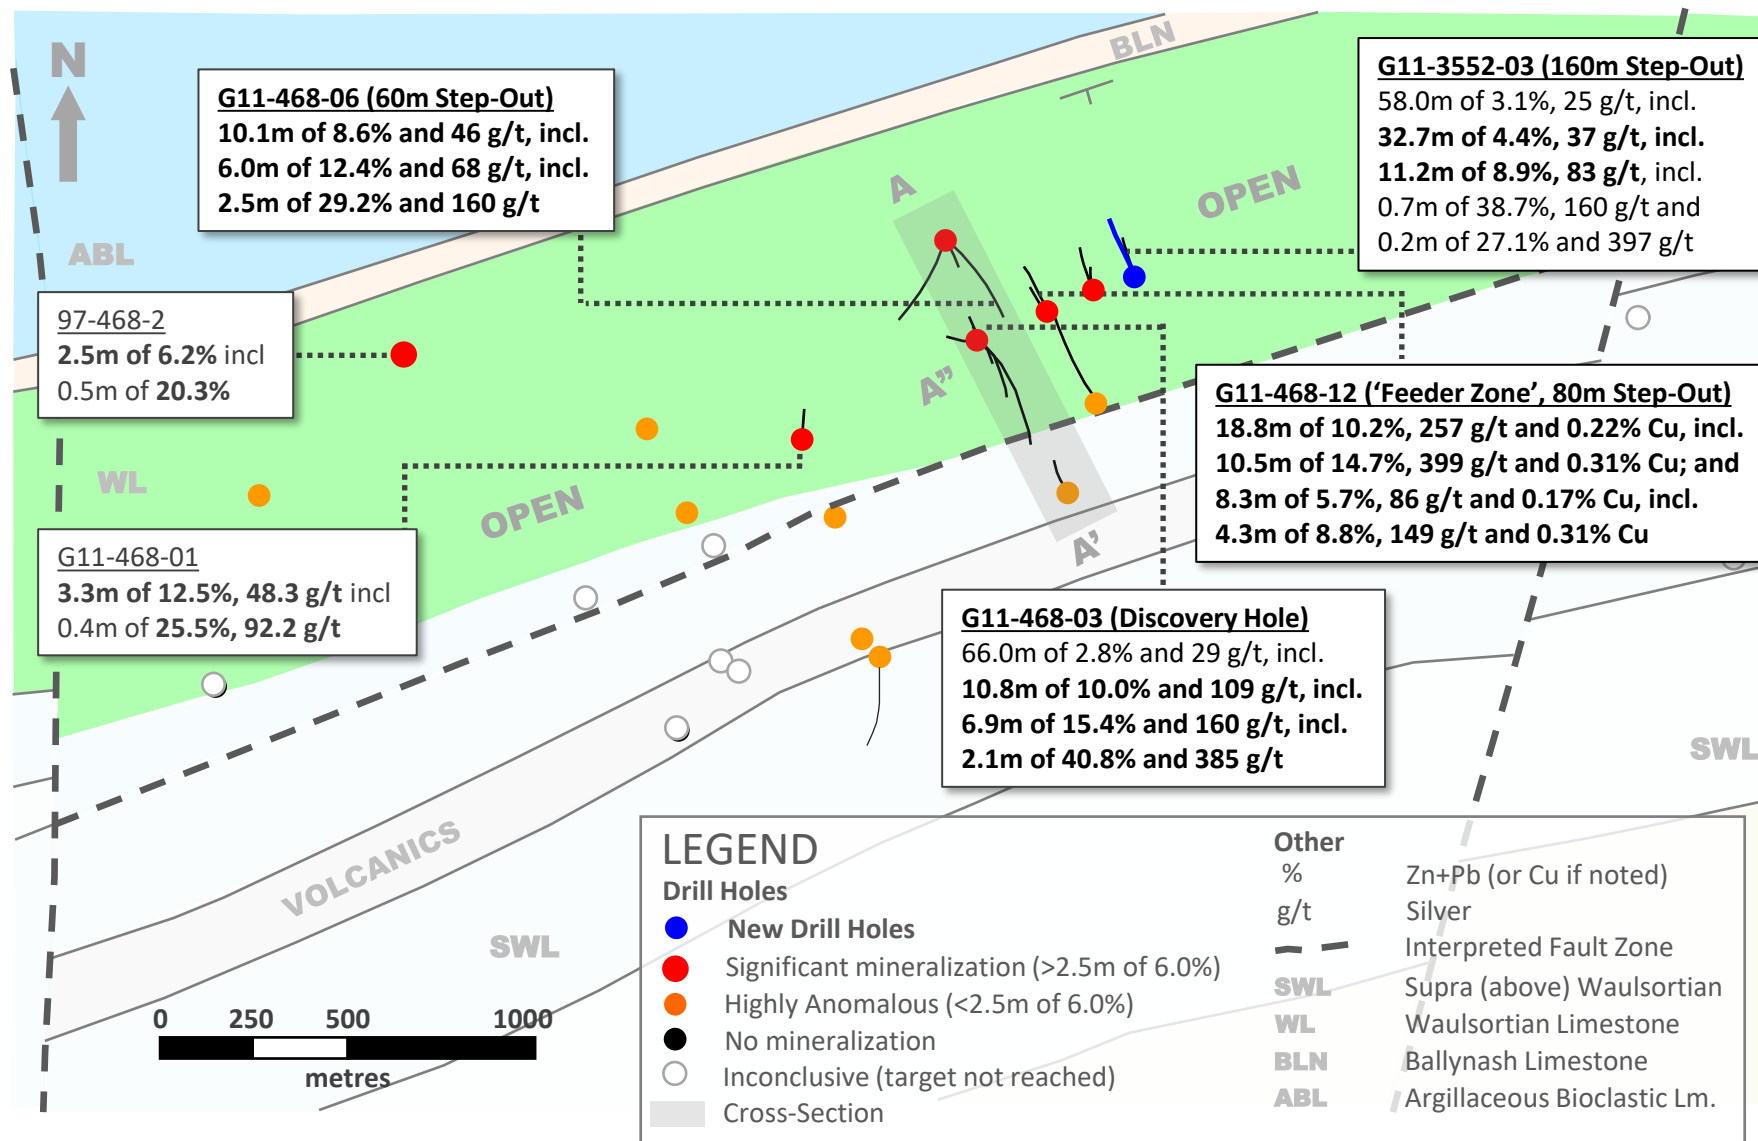 N
BLN
G11-468-06 (60m Step-Out)
10.1m of 8.6% and 46 g/t, incl.
6.0m of 12.4% and 68 g/t, incl.
2.5m of 29.2% and 160 g/t
G11-3552-03 (160m Step-Out)
58.0m of 3.1%, 25 g/t, incl.
32.7m of 4.4%, 37 g/t, incl.
11.2m of 8.9%, 83 g/t, incl.
0.7m of 38.7%, 160 g/t and
0.2m of 27.1% and 397 g/t
A
OPEN
ABL
97-468-2
2.5m of 6.2% incl
0.5m of 20.3%
A”
G11-468-12 (‘Feeder Zone’, 80m Step-Out)
18.8m of 10.2%, 257 g/t and 0.22% Cu, incl.
10.5m of 14.7%, 399 g/t and 0.31% Cu; and
8.3m of 5.7%, 86 g/t and 0.17% Cu, incl.
4.3m of 8.8%, 149 g/t and 0.31% Cu
WL
OPEN
A’
G11-468-01
3.3m of 12.5%, 48.3 g/t incl
0.4m of 25.5%, 92.2 g/t
G11-468-03 (Discovery Hole)
66.0m of 2.8% and 29 g/t, incl.
10.8m of 10.0% and 109 g/t, incl.
6.9m of 15.4% and 160 g/t, incl.
2.1m of 40.8% and 385 g/t
SWL
VOLCANICS
SWL
0 250 500 1000
metres
LEGEND
Drill Holes
New Drill Holes
Significant mineralization (>2.5m of 6.0%)
Highly Anomalous (<2.5m of 6.0%)
No mineralization
Inconclusive (target not reached)
Cross-Section
Other
% Zn+Pb (or Cu if noted)
g/t Silver
Interpreted Fault Zone
SWL Supra (above) Waulsortian
WL Waulsortian Limestone
BLN Ballynash Limestone
ABL Argillaceous Bioclastic Lm.